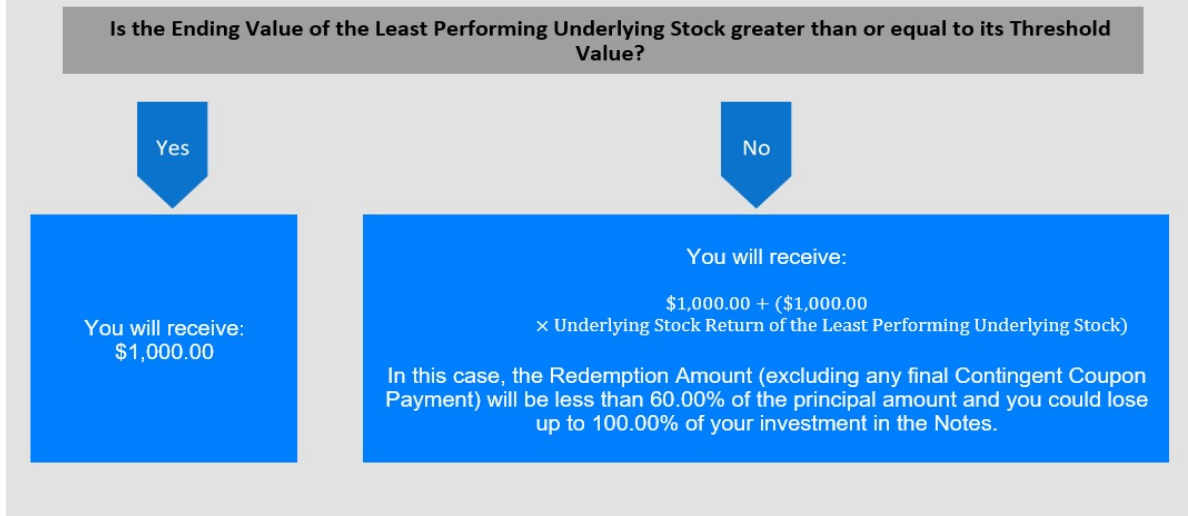 Is the Ending Value of the Least Performing Underlying Stock greater than or equal to its Threshold
Value?
Yes
No
You will receive:
$1,000.00
You will receive:
$1,000.00 + ($1,000.00
× Underlying Stock Return of the Least Performing Underlying Stock)
In this case, the Redemption Amount (excluding any final Contingent Coupon
Payment) will be less than 60.00% of the principal amount and you could lose
up to 100.00% of your investment in the Notes.